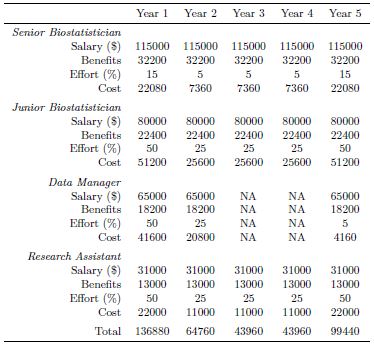 Year 1 Year 2 Year 3 Year 4 Year 5
Senior Biostatistician
Salary ($) 115000 115000 115000 115000 115000
Benefits 32200 32200 32200 32200 32200
Effort (%) 15 5 5 5 15
Cost 22080 7360 7360 7360 22080
Junior Biostatistician
Salary ($) 80000 80000 80000 80000 80000
Benefits 22400 22400 22400 22400 22400
Effort (%) 50 25 25 25 50
Cost 51200 25600 25600 25600 51200
Data Manager
Salary ($) 65000 65000 NA NA 65000
Benefits 18200 18200 NA NA 18200
Effort (%) 50 25 NA NA 5
Cost 41600 20800 NA NA 4160
Research Assistant
Salary ($) 31000 31000 31000 31000 31000
Benefits 13000 13000 13000 13000 13000
Effort (%) 50 25 25 25 50
Cost 22000 11000 11000 11000 22000
Total 136880 64760 43960 43960 99440